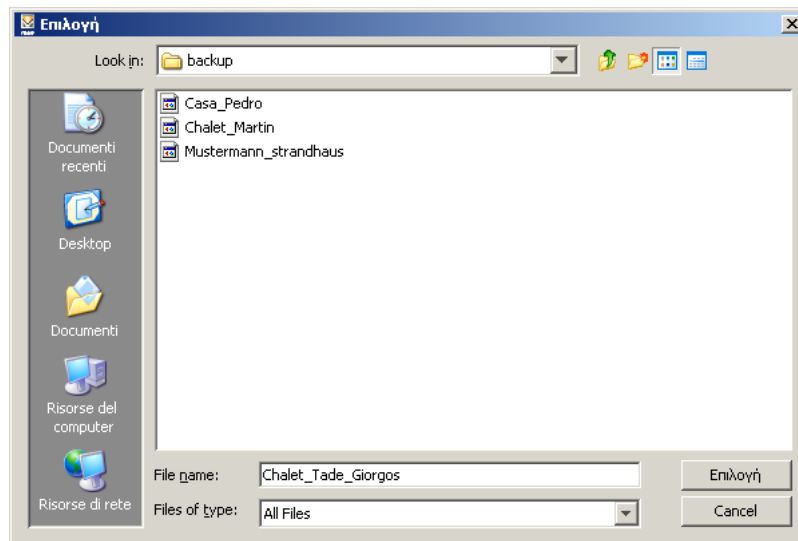 Επιλογή
Look in:
backup
Casa_Pedro
Chalet_Martin
Mustermann_strandhaus
Documenti
recenti
Desktop
Documenti
Risorse del
computer
Risorse di rete
File name:
Chalet_Tade_Giorgos
Επιλογή
Files of type:
All Files
Cancel